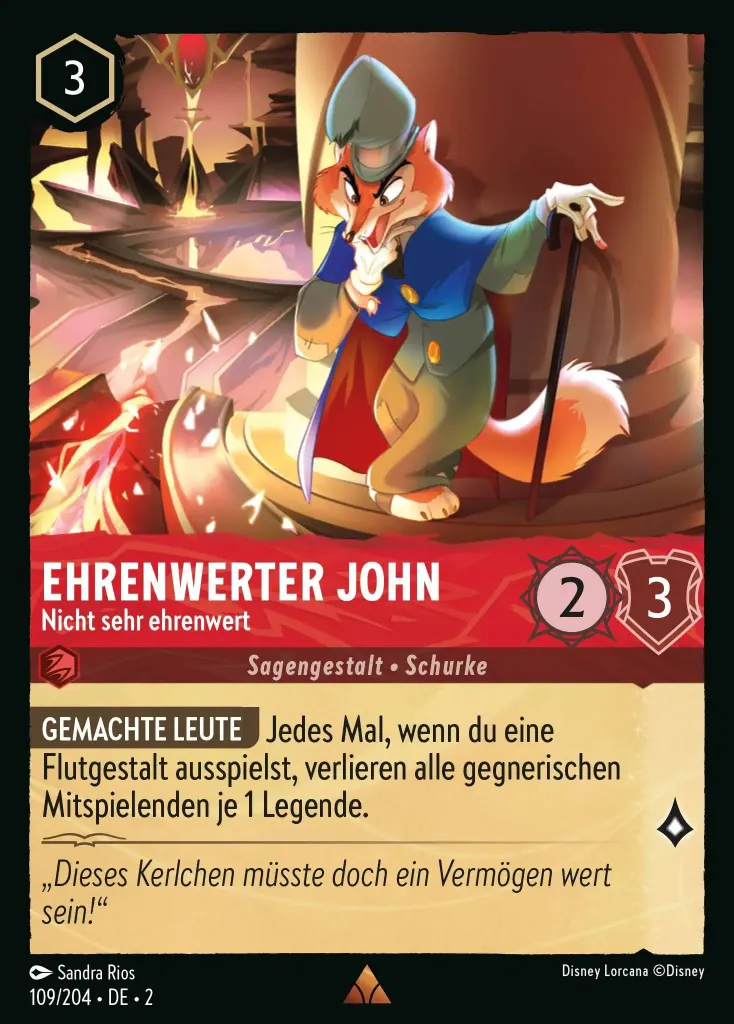 3
EHRENWERTER JOHN
Nicht sehr ehrenwert
2
3
Sagengestalt • Schurke
GEMACHTE LEUTE Jedes Mal, wenn du eine
Flutgestalt ausspielst, verlieren alle gegnerischen
Mitspielenden je 1 Legende.
„Dieses Kerlchen müsste doch ein Vermögen wert
sein!“
Sandra Rios
Disney Lorcana ©Disney
109/204 • DE • 2